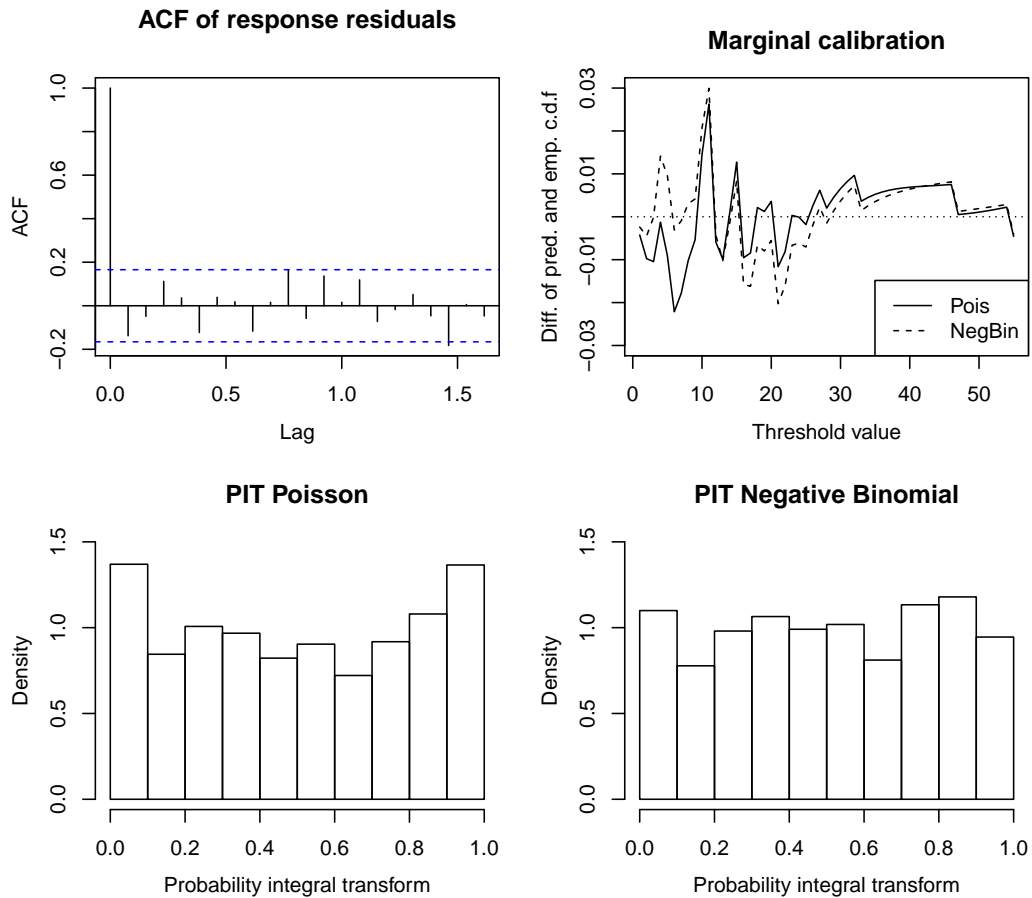 ACF of response residuals
1.0
0.6
0.2
−0.2
ACF
0.0 0.5 1.0 1.5
Lag
Marginal calibration
0.03
0.01
−0.01
−0.03
Diff. of pred. and emp. c.d.f
Pois
NegBin
0 10 20 30 40 50
Threshold value
PIT Poisson
1.5
1.0
0.5
0.0
Density
0.0 0.2 0.4 0.6 0.8 1.0
Probability integral transform
PIT Negative Binomial
1.5
1.0
0.5
0.0
Density
0.0 0.2 0.4 0.6 0.8 1.0
Probability integral transform